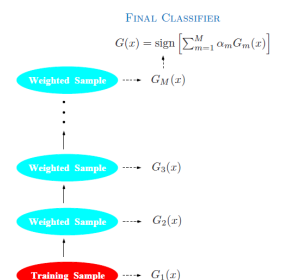 FINAL CLASSIFIER
G(x) = sign [∑_{m=1}^{M} α_m G_m(x)]
Weighted Sample G_M(x)
Weighted Sample G_3(x)
Weighted Sample G_2(x)
Training Sample G_1(x)